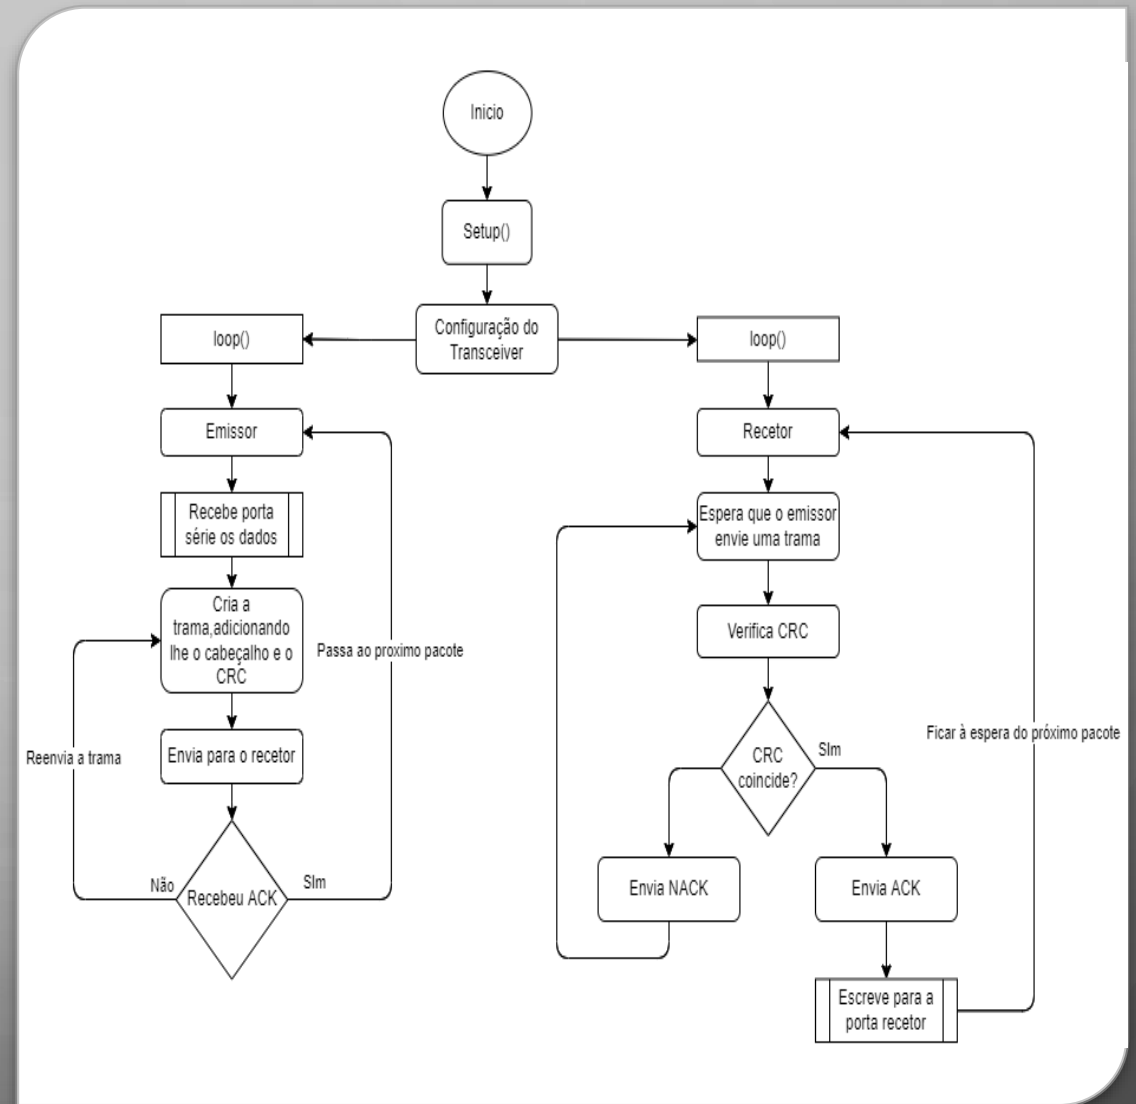 Inicio
Setup()
Configuração do
Transceiver
loop()
Emissor
Recebe porta
série os dados
Cria a
trama,adicionando
lhe o cabeçalho e o
CRC
Envia para o recetor
Recebeu ACK
Não
SIm
Reenvia a trama
Passa ao proximo pacote
loop()
Recetor
Espera que o emissor
envie uma trama
Verifica CRC
CRC
coincide?
SIm
Envia NACK
Envia ACK
Escreve para a
porta recetor
Ficar à espera do próximo pacote